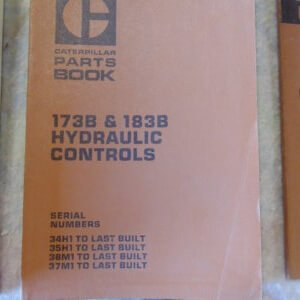 CATERPILLAR
PARTS
BOOK
173B & 183B
HYDRAULIC
CONTROLS
SERIAL
NUMBERS
34H1 TO LAST BUILT
35H1 TO LAST BUILT
38M1 TO LAST BUILT
37M1 TO LAST BUILT